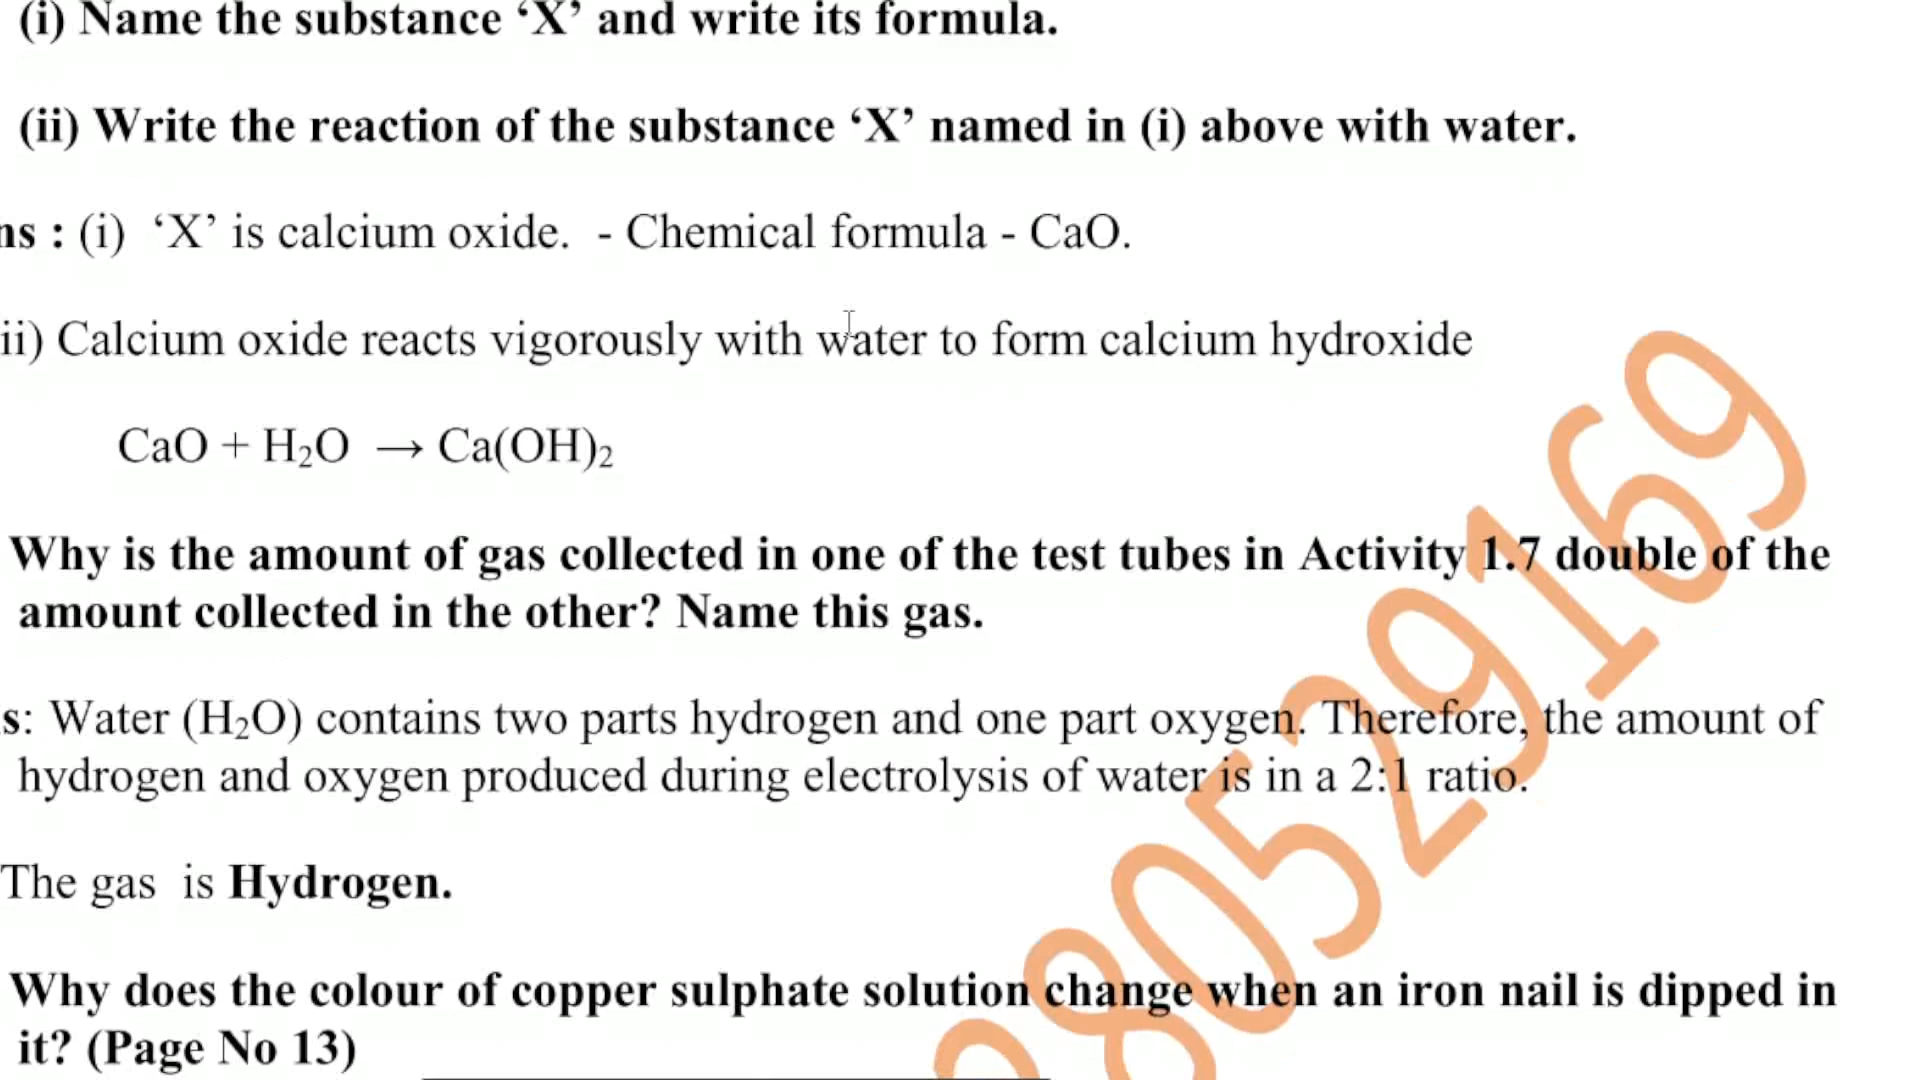 (i) Name the substance ‘X’ and write its formula.
(ii) Write the reaction of the substance ‘X’ named in (i) above with water.
ns : (i) ‘X’ is calcium oxide. - Chemical formula - CaO.
ii) Calcium oxide reacts vigorously with water to form calcium hydroxide
CaO + H₂O → Ca(OH)₂
Why is the amount of gas collected in one of the test tubes in Activity 1.7 double of the
amount collected in the other? Name this gas.
s: Water (H₂O) contains two parts hydrogen and one part oxygen. Therefore, the amount of
hydrogen and oxygen produced during electrolysis of water is in a 2:1 ratio.
The gas is Hydrogen.
Why does the colour of copper sulphate solution change when an iron nail is dipped in
it? (Page No 13)
80529169